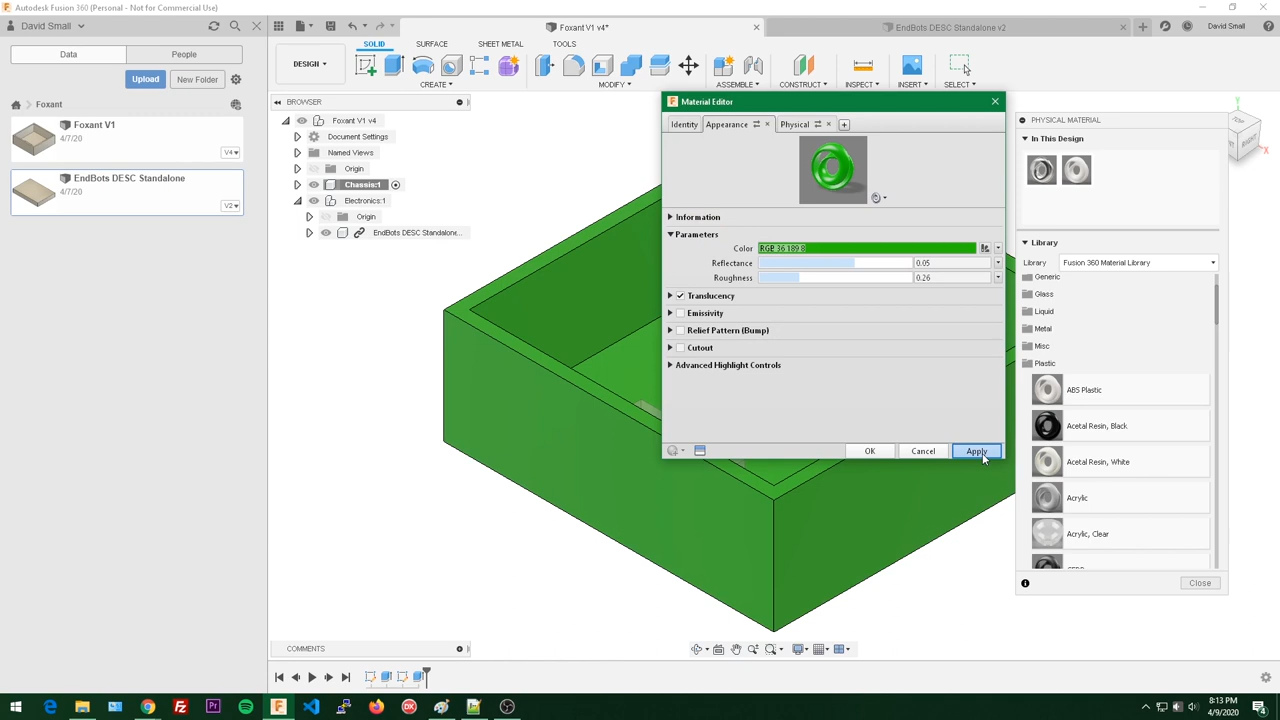 Autodesk Fusion 360 (Personal - Not for Commercial Use)
David Small
Foxant V1 v4*
EndBots DESC Standalone v2
David Small
Data
People
DESIGN
SOLID
SURFACE
SHEET METAL
TOOLS
Upload
New Folder
CREATE
MODIFY
ASSEMBLE
CONSTRUCT
INSPECT
INSERT
SELECT
Foxant
Foxant V1
4/7/20
V4
EndBots DESC Standalone
4/7/20
V2
BROWSER
Foxant V1 v4
Document Settings
Named Views
Origin
Chassis:1
Electronics:1
Origin
EndBots DESC Standalone...
Material Editor
Identity
Appearance
Physical
Information
Parameters
Color
RGB 36 189 8
Reflectance
0.05
Roughness
0.26
Translucency
Emissivity
Relief Pattern (Bump)
Cutout
Advanced Highlight Controls
OK
Cancel
Apply
TOP
RIGHT
Y
X
PHYSICAL MATERIAL
In This Design
Library
Library
Fusion 360 Material Library
Generic
Glass
Liquid
Metal
Misc
Plastic
ABS Plastic
Acetal Resin, Black
Acetal Resin, White
Acrylic
Acrylic, Clear
Close
COMMENTS
8:13 PM
4/9/2020
4